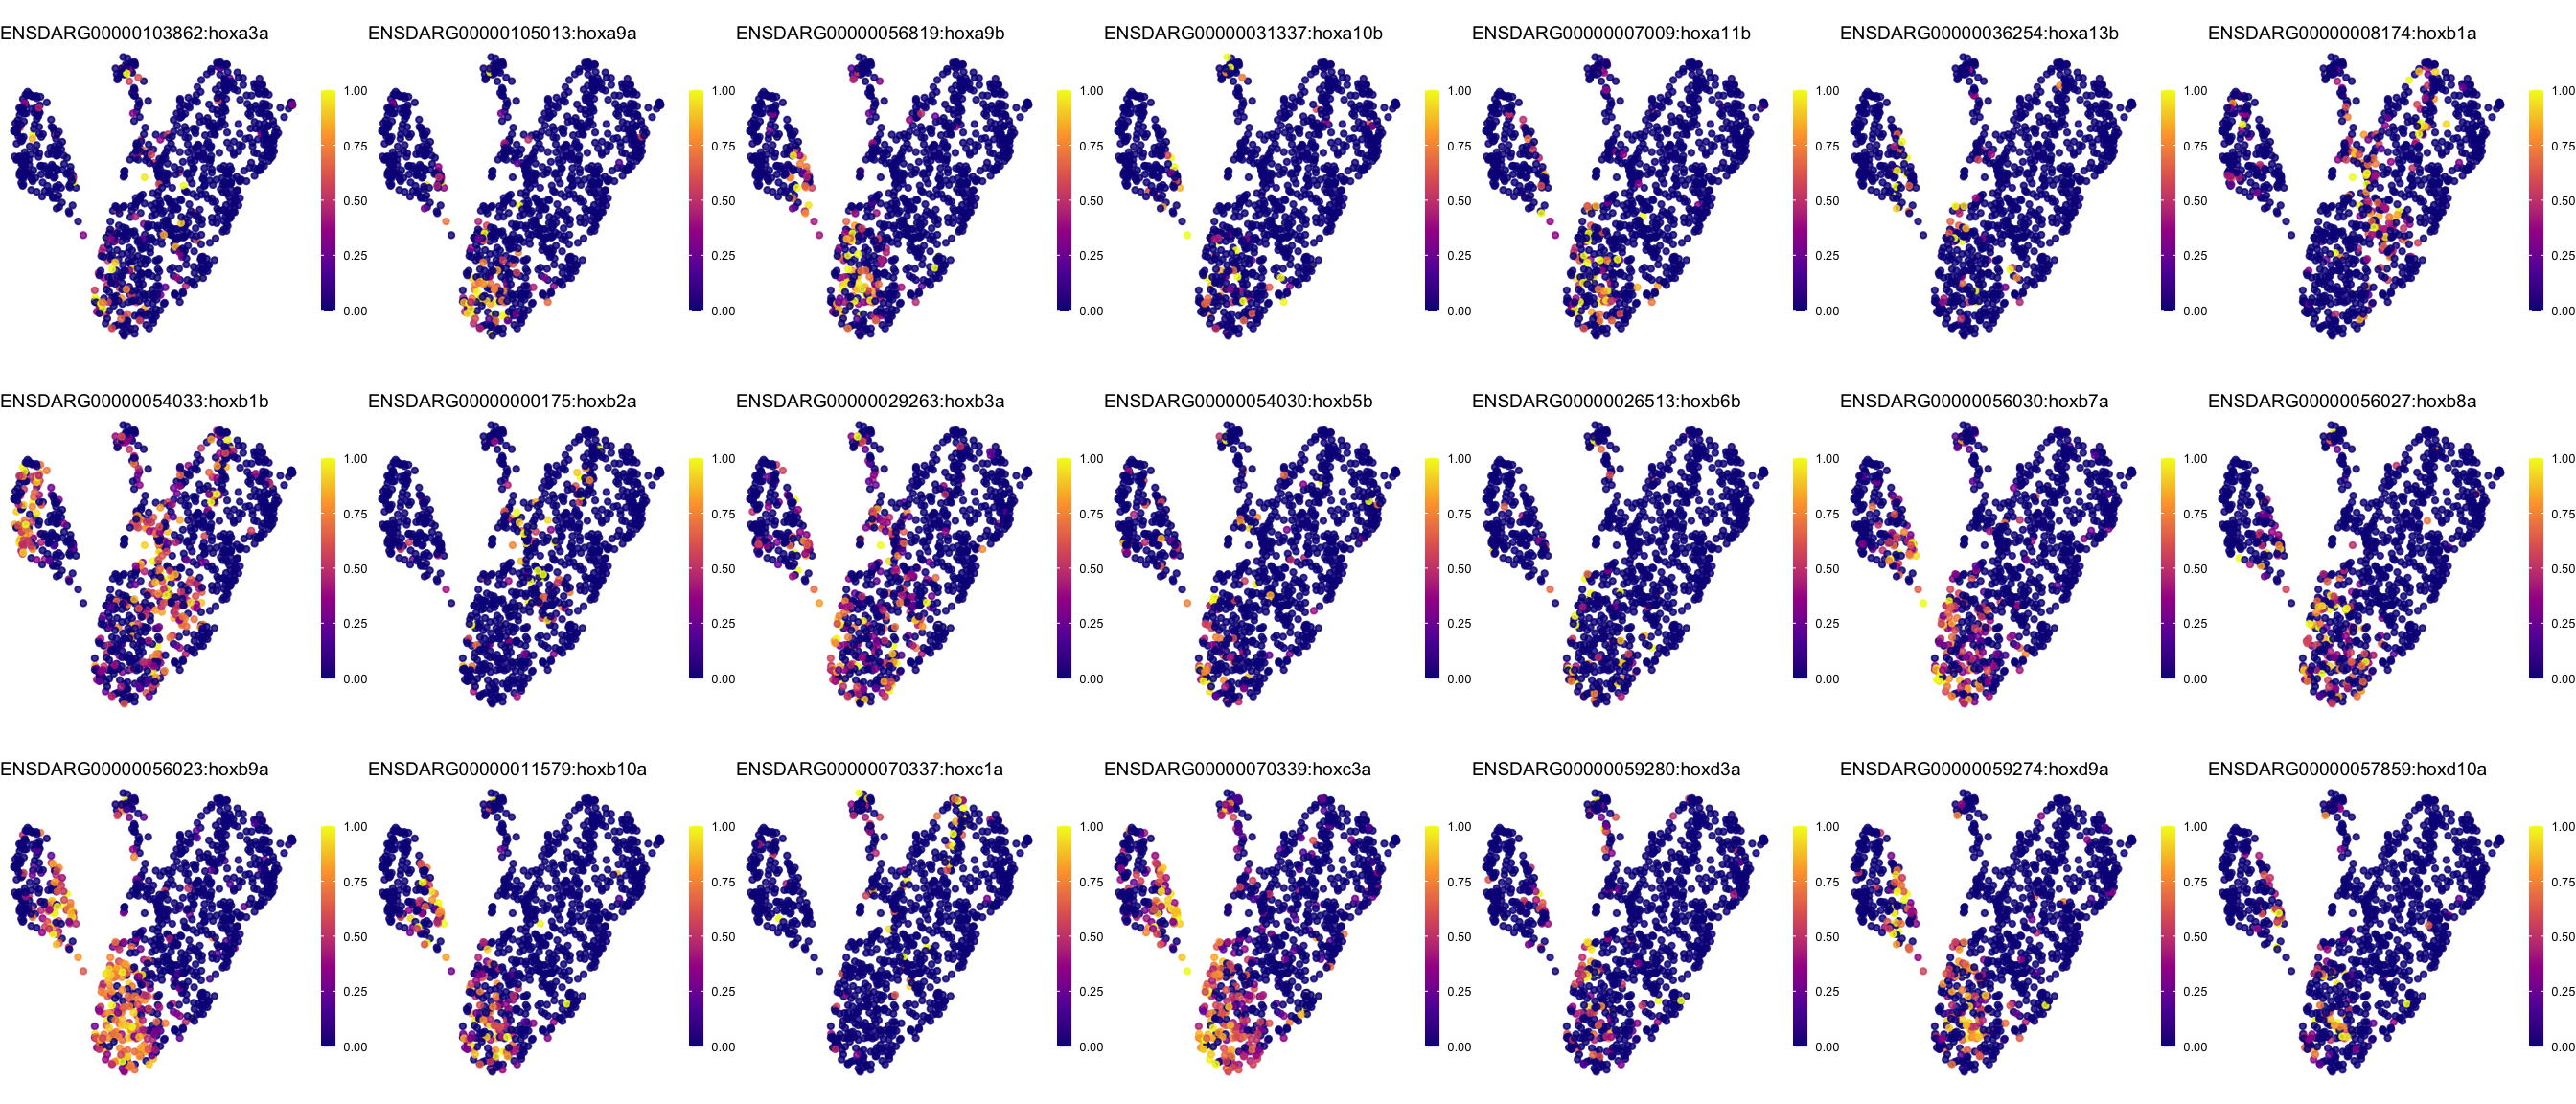 ENSDARG00000103862:hoxa3a
ENSDARG00000105013:hoxa9a
ENSDARG00000056819:hoxa9b
ENSDARG00000031337:hoxa10b
ENSDARG00000007009:hoxa11b
ENSDARG00000036254:hoxa13b
ENSDARG00000008174:hoxb1a
1.00 1.00 1.00 1.00 1.00 1.00 1.00
0.75 0.75 0.75 0.75 0.75 0.75 0.75
0.50 0.50 0.50 0.50 0.50 0.50 0.50
0.25 0.25 0.25 0.25 0.25 0.25 0.25
0.00 0.00 0.00 0.00 0.00 0.00 0.00
ENSDARG00000054033:hoxb1b
ENSDARG00000000175:hoxb2a
ENSDARG00000029263:hoxb3a
ENSDARG00000054030:hoxb5b
ENSDARG00000026513:hoxb6b
ENSDARG00000056030:hoxb7a
ENSDARG00000056027:hoxb8a
1.00 1.00 1.00 1.00 1.00 1.00 1.00
0.75 0.75 0.75 0.75 0.75 0.75 0.75
0.50 0.50 0.50 0.50 0.50 0.50 0.50
0.25 0.25 0.25 0.25 0.25 0.25 0.25
0.00 0.00 0.00 0.00 0.00 0.00 0.00
ENSDARG00000056023:hoxb9a
ENSDARG00000011579:hoxb10a
ENSDARG00000070337:hoxc1a
ENSDARG00000070339:hoxc3a
ENSDARG00000059280:hoxd3a
ENSDARG00000059274:hoxd9a
ENSDARG00000057859:hoxd10a
1.00 1.00 1.00 1.00 1.00 1.00 1.00
0.75 0.75 0.75 0.75 0.75 0.75 0.75
0.50 0.50 0.50 0.50 0.50 0.50 0.50
0.25 0.25 0.25 0.25 0.25 0.25 0.25
0.00 0.00 0.00 0.00 0.00 0.00 0.00